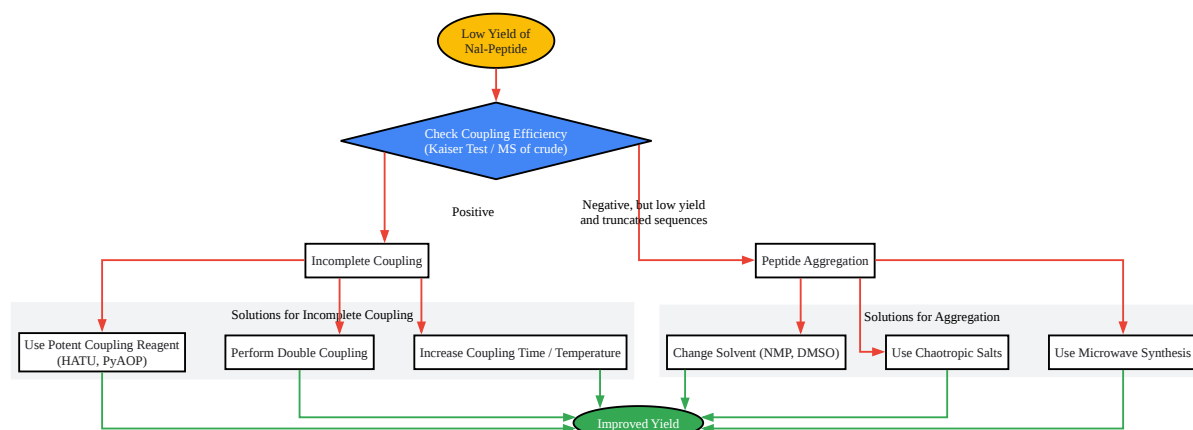 Low Yield of
Nal-Peptide
Check Coupling Efficiency
(Kaiser Test / MS of crude)
Positive
Negative, but low yield
and truncated sequences
Incomplete Coupling
Peptide Aggregation
Solutions for Incomplete Coupling
Solutions for Aggregation
Use Potent Coupling Reagent
(HATU, PyAOP)
Perform Double Coupling
Increase Coupling Time / Temperature
Change Solvent (NMP, DMSO)
Use Chaotropic Salts
Use Microwave Synthesis
Improved Yield